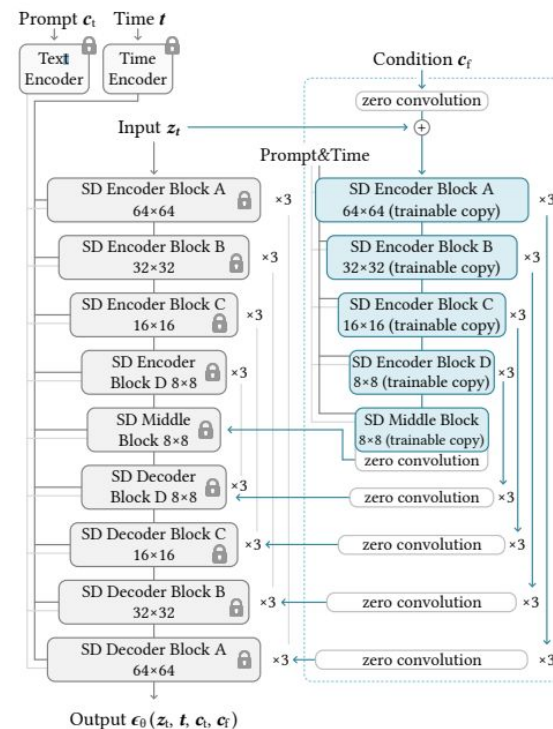 Prompt cₜ
Time t
Text
Encoder
Time
Encoder
Input zₜ
SD Encoder Block A
64×64
×3
SD Encoder Block B
32×32
×3
SD Encoder Block C
16×16
×3
SD Encoder
Block D 8×8
×3
SD Middle
Block 8×8
SD Decoder
Block D 8×8
×3
SD Decoder Block C
16×16
×3
SD Decoder Block B
32×32
×3
SD Decoder Block A
64×64
×3
Output ϵθ(zₜ, t, cₜ, c_f)
Condition c_f
zero convolution
+
Prompt&Time
SD Encoder Block A
64×64 (trainable copy)
×3
SD Encoder Block B
32×32 (trainable copy)
×3
SD Encoder Block C
16×16 (trainable copy)
×3
SD Encoder Block D
8×8 (trainable copy)
×3
SD Middle Block
8×8 (trainable copy)
zero convolution
zero convolution
×3
zero convolution
×3
zero convolution
×3
zero convolution
×3